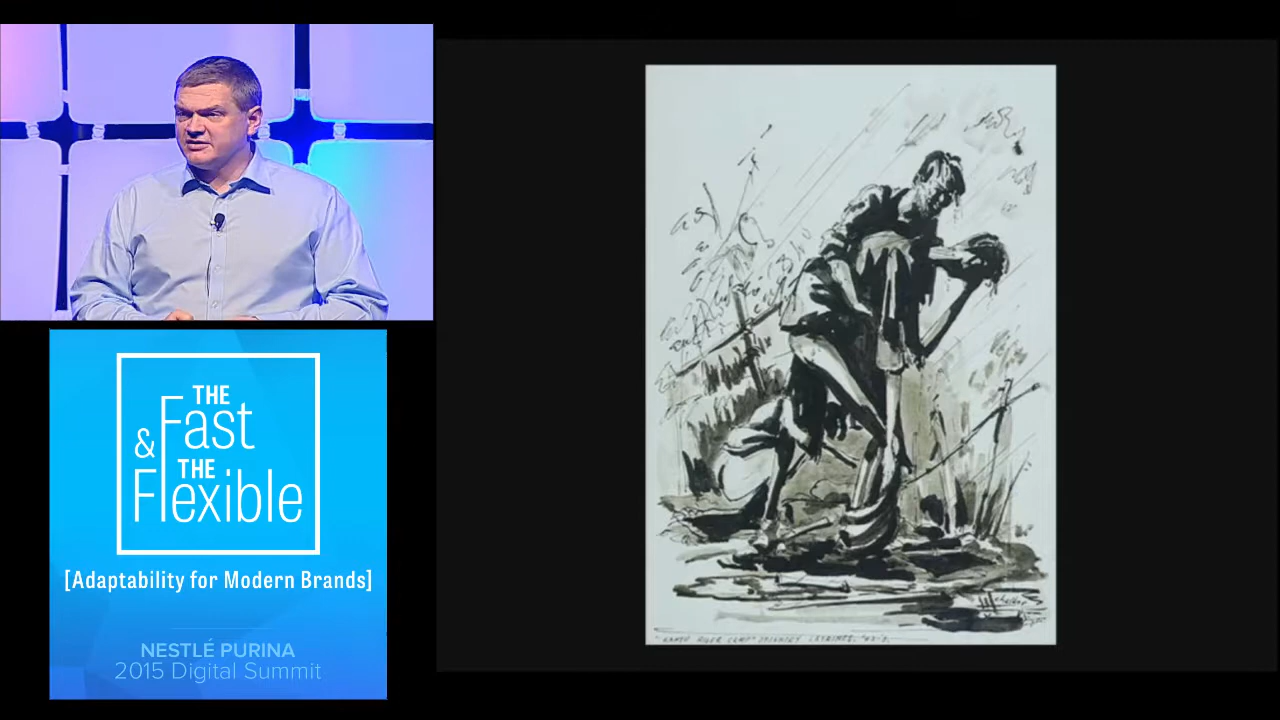 THE
& Fast
THE
Flexible
[Adaptability for Modern Brands]
NESTLÉ PURINA
2015 Digital Summit